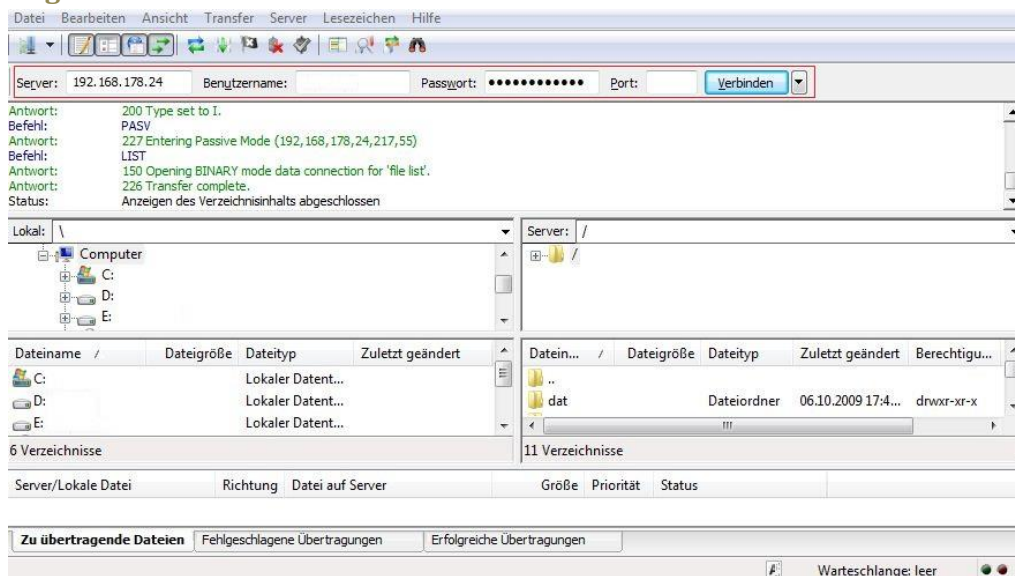 Datei Bearbeiten Ansicht Transfer Server Lesezeichen Hilfe
Server: 192.168.178.24 Benutzername: Passwort: •••••••••••• Port: Verbinden
Antwort: 200 Type set to I.
Befehl: PASV
Antwort: 227 Entering Passive Mode (192,168,178,24,217,55)
Befehl: LIST
Antwort: 150 Opening BINARY mode data connection for 'file list'.
Antwort: 226 Transfer complete.
Status: Anzeigen des Verzeichnisinhalts abgeschlossen
Lokal: \ Server: /
Computer /
C:
D:
E:
Dateiname / Dateigröße Dateityp Zuletzt geändert Datein... / Dateigröße Dateityp Zuletzt geändert Berechtigu...
C: Lokaler Datent... ..
D: Lokaler Datent... dat Dateiordner 06.10.2009 17:4... drwxr-xr-x
E: Lokaler Datent...
6 Verzeichnisse 11 Verzeichnisse
Server/Lokale Datei Richtung Datei auf Server Größe Priorität Status
Zu übertragende Dateien Fehlgeschlagene Übertragungen Erfolgreiche Übertragungen
Warteschlange: leer